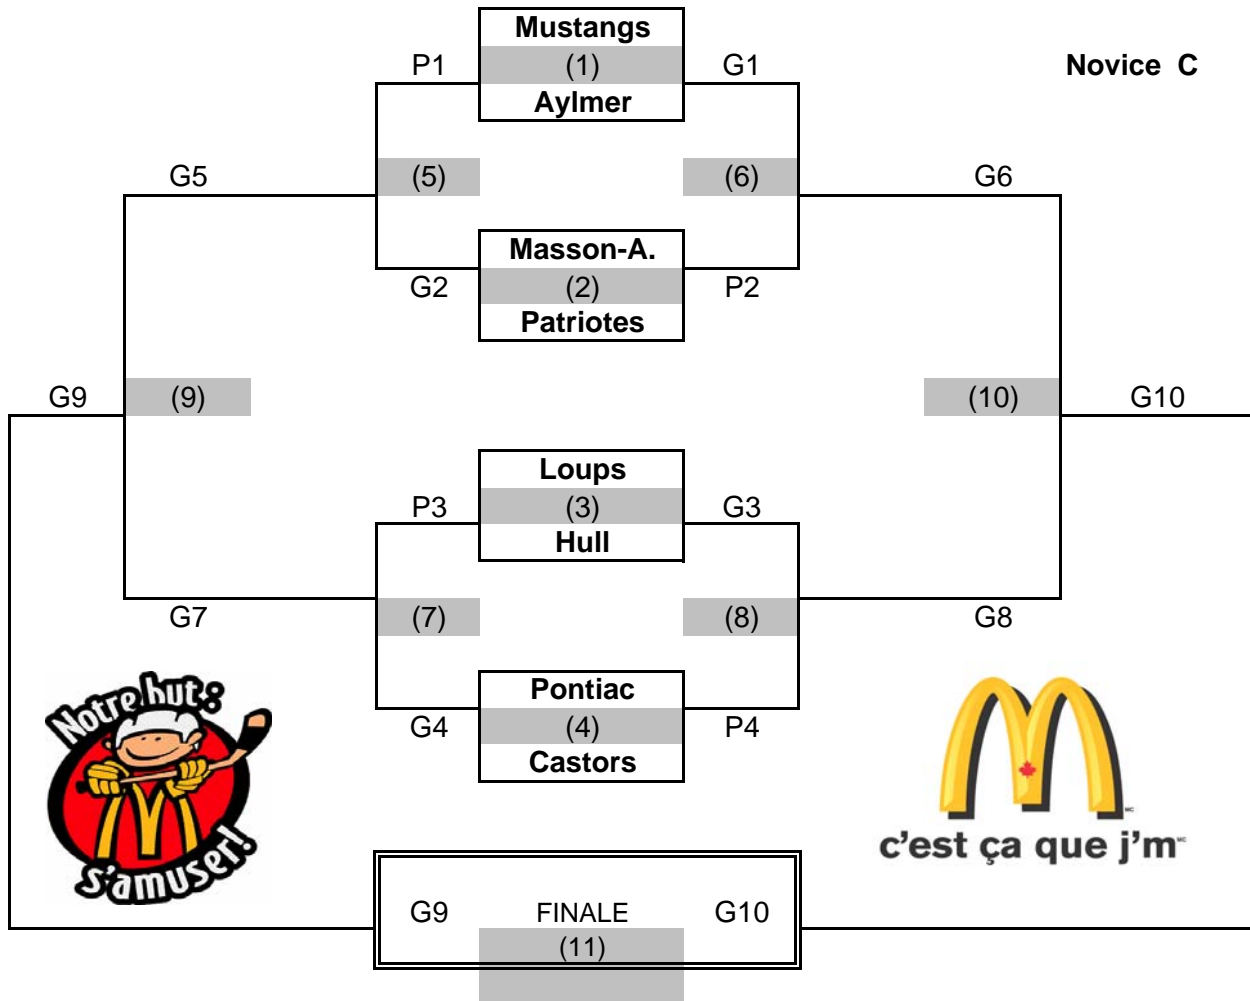 Mustangs
P1 (1) G1 Novice C
Aylmer
G5 (5) (6) G6
Masson-A.
G2 (2) P2
Patriotes
G9 (9) (10) G10
Loups
P3 (3) G3
Hull
G7 (7) (8) G8
Pontiac
G4 (4) P4
Castors
Notre but:
s'amuser!
c'est ça que j'm MC
MC
G9 FINALE G10
(11)